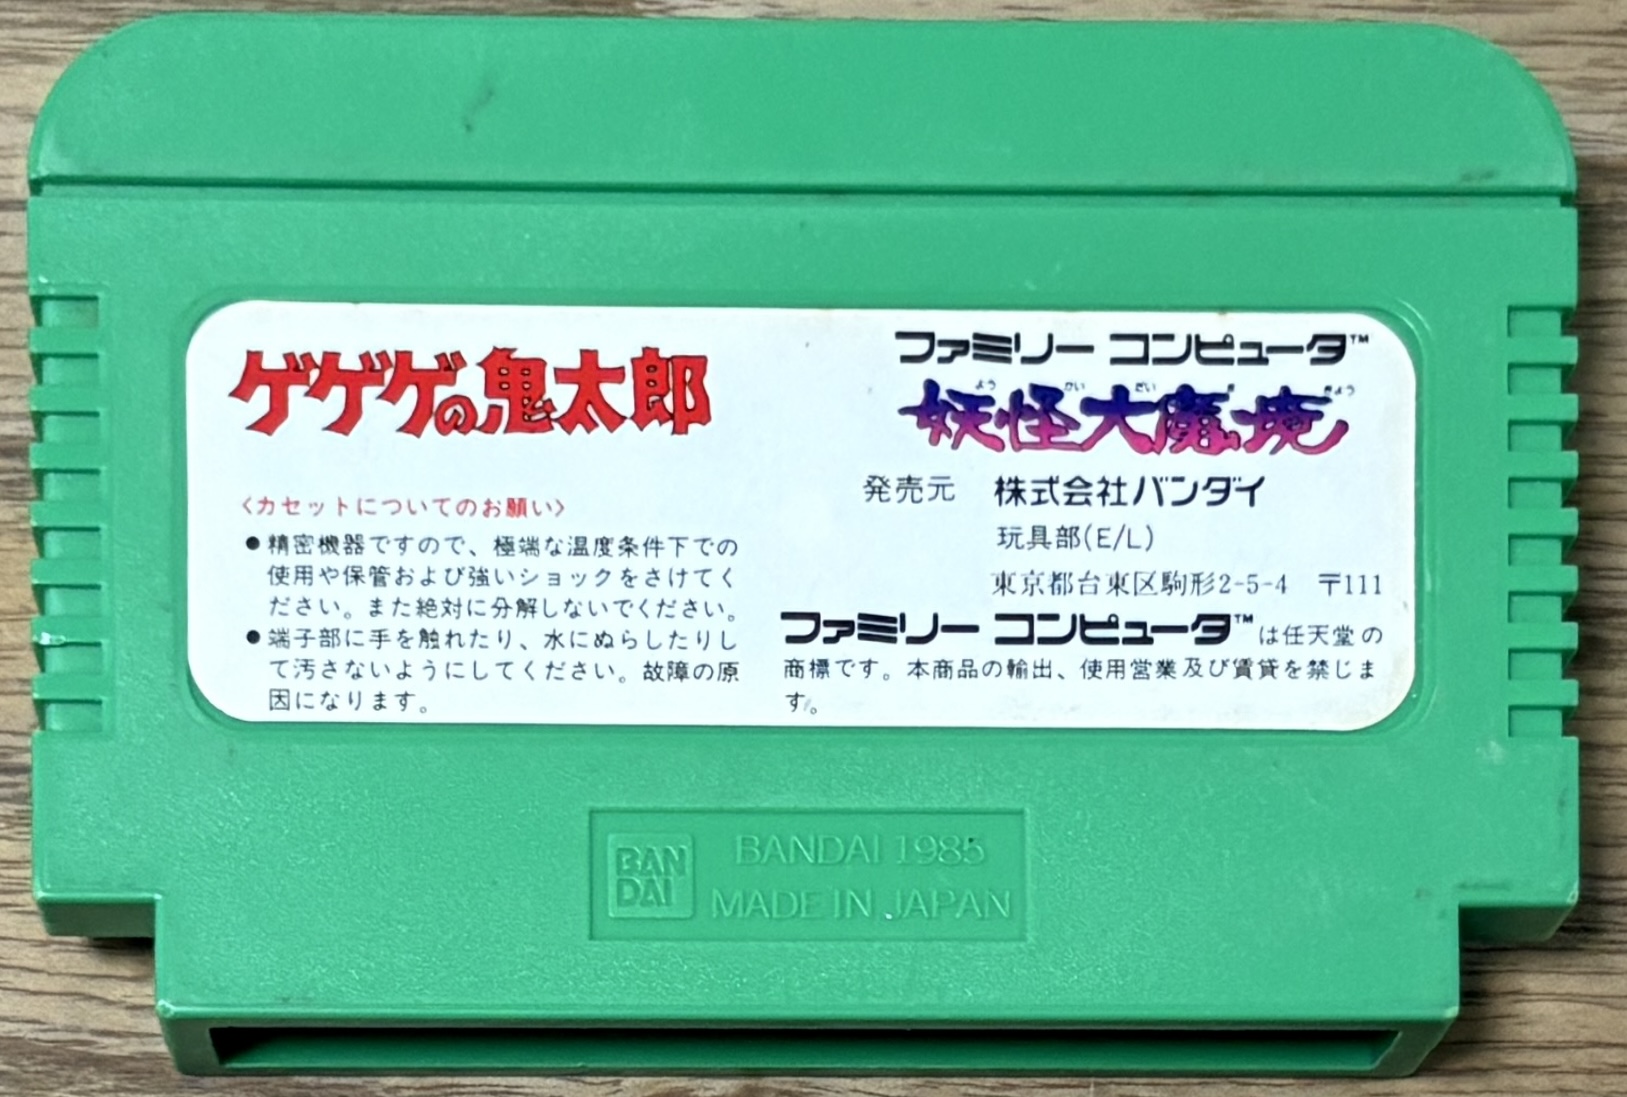 ゲゲゲの鬼太郎
〈カセットについてのお願い〉
●精密機器ですので、極端な温度条件下での
使用や保管および強いショックをさけてく
ださい。また絶対に分解しないでください。
●端子部に手を触れたり、水にぬらしたりし
て汚さないようにしてください。故障の原
因になります。
ファミリー コンピュータ™
よう かい だい ま きょう
妖怪大魔境
発売元 株式会社バンダイ
玩具部(E/L)
東京都台東区駒形2-5-4 〒111
ファミリー コンピュータ™は任天堂の
商標です。本商品の輸出、使用営業及び賃貸を禁じま
す。
BAN
DAI
BANDAI 1985
MADE IN JAPAN